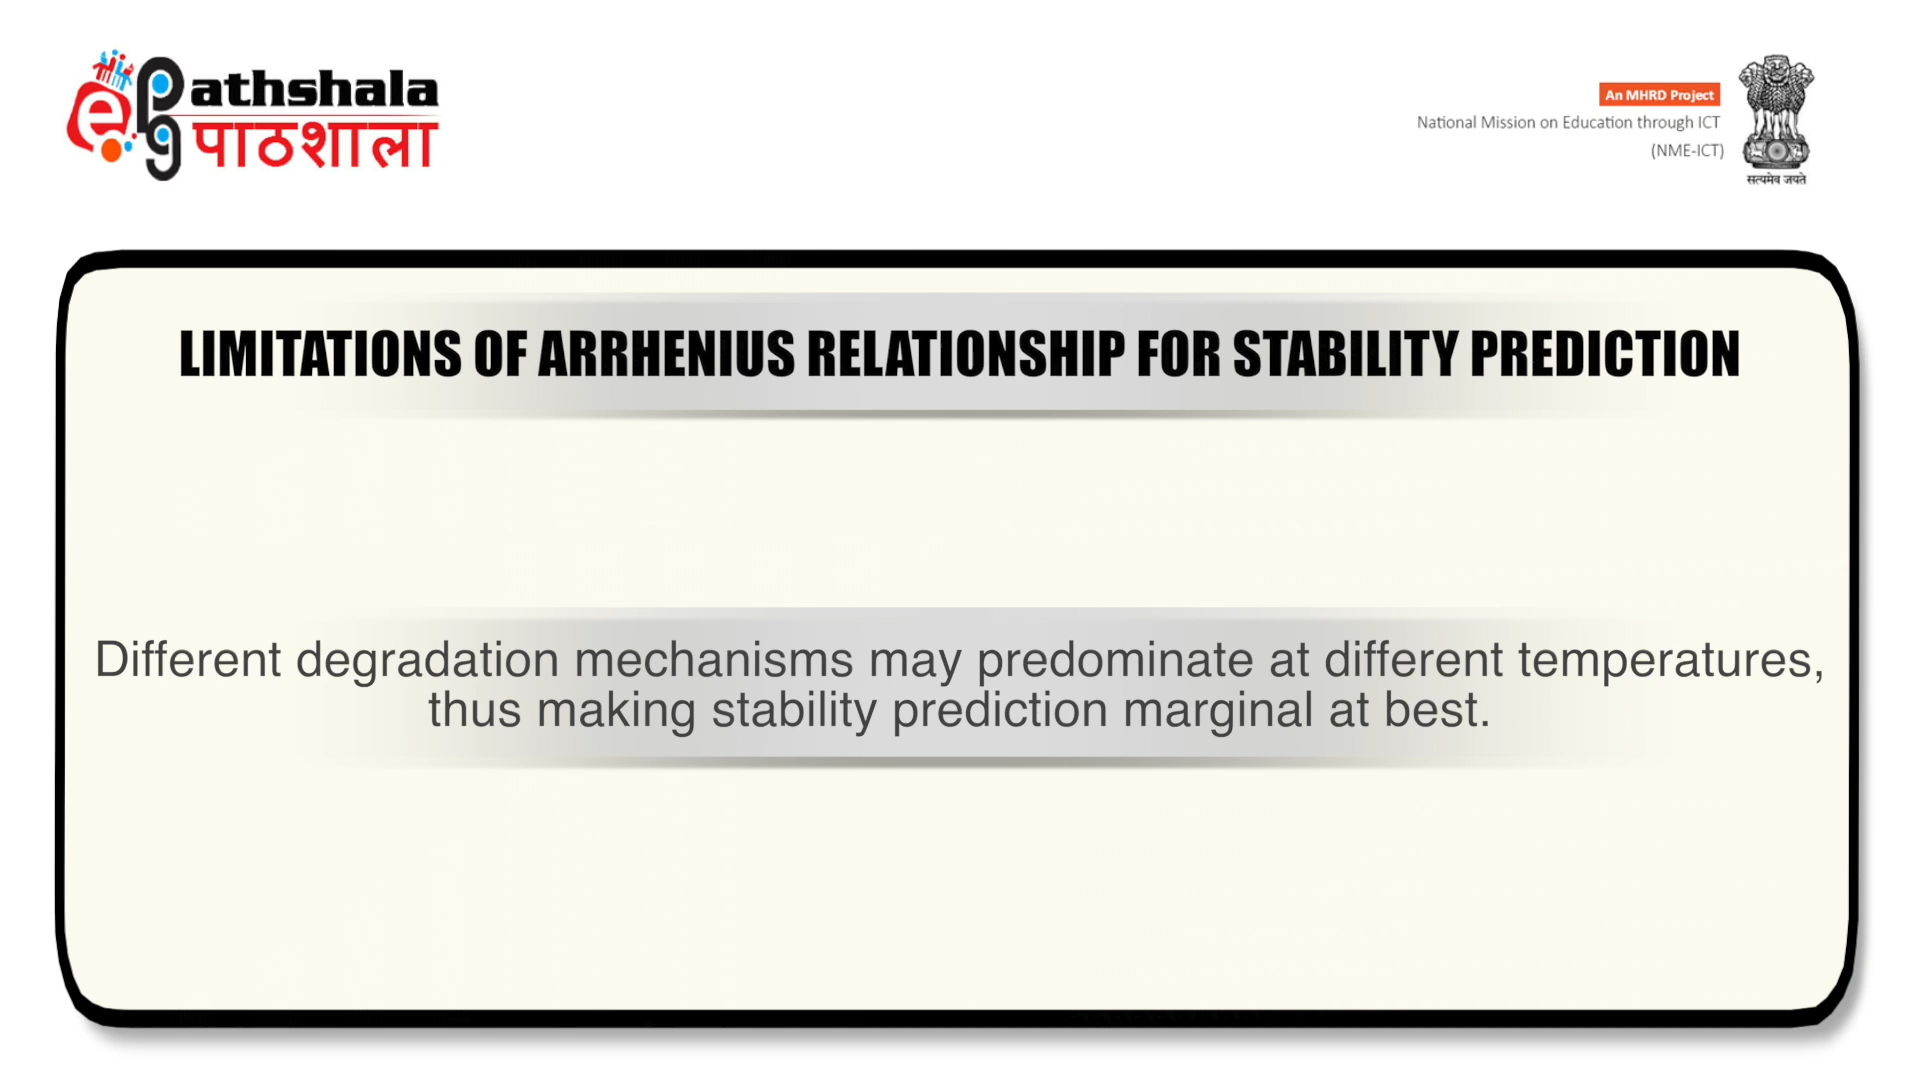 ePg Pathshala
पाठशाला
An MHRD Project
National Mission on Education through ICT
(NME-ICT)
सत्यमेव जयते
LIMITATIONS OF ARRHENIUS RELATIONSHIP FOR STABILITY PREDICTION
Different degradation mechanisms may predominate at different temperatures,
thus making stability prediction marginal at best.